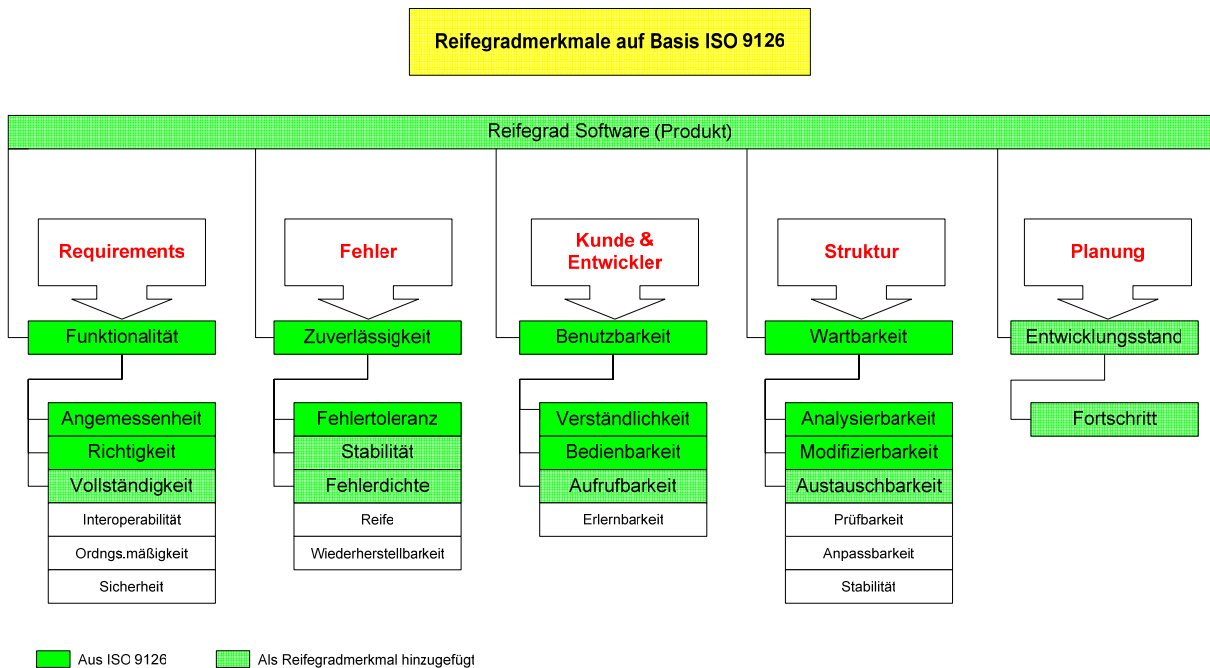 Reifegradmerkmale auf Basis ISO 9126
Reifegrad Software (Produkt)
Requirements
Fehler
Kunde &
Entwickler
Struktur
Planung
Funktionalität
Zuverlässigkeit
Benutzbarkeit
Wartbarkeit
Entwicklungsstand
Angemessenheit
Richtigkeit
Vollständigkeit
Interoperabilität
Ordngs.mäßigkeit
Sicherheit
Fehlertoleranz
Stabilität
Fehlerdichte
Reife
Wiederherstellbarkeit
Verständlichkeit
Bedienbarkeit
Aufrufbarkeit
Erlernbarkeit
Analysierbarkeit
Modifizierbarkeit
Austauschbarkeit
Prüfbarkeit
Anpassbarkeit
Stabilität
Fortschritt
Aus ISO 9126
Als Reifegradmerkmal hinzugefügt